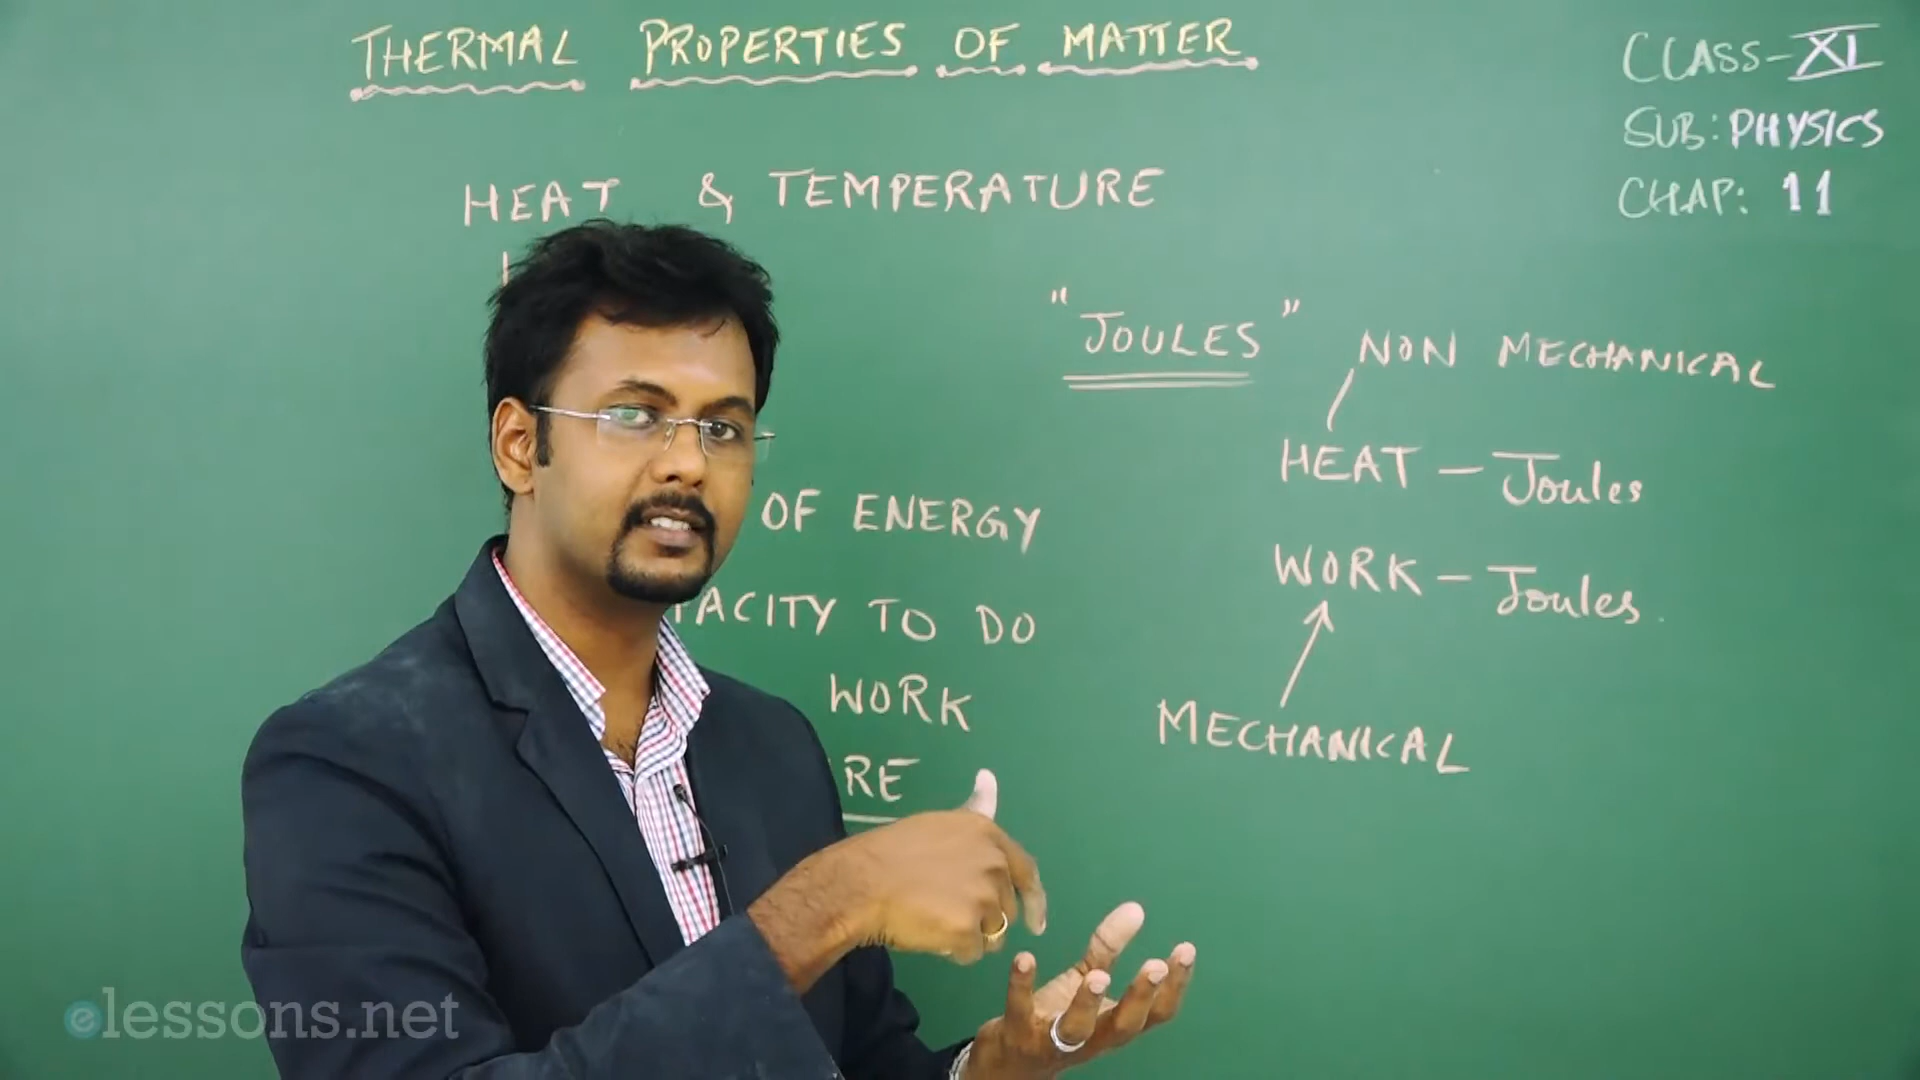 THERMAL PROPERTIES OF MATTER
CLASS-XI
SUB: PHYSICS
CHAP: 11
HEAT & TEMPERATURE
"JOULES"
NON MECHANICAL
HEAT - Joules
OF ENERGY
WORK - Joules.
PACITY TO DO
WORK
MECHANICAL
RE
elessons.net